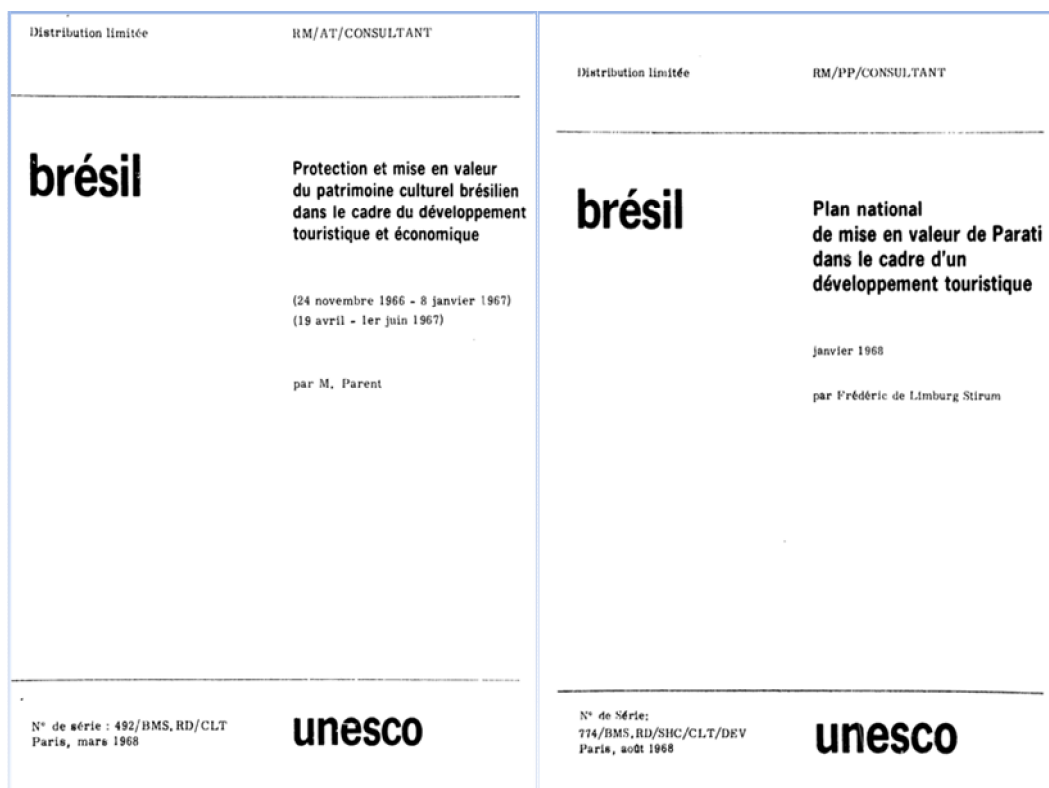 Distribution limitée
RM/AT/CONSULTANT
brésil
Protection et mise en valeur
du patrimoine culturel brésilien
dans le cadre du développement
touristique et économique
(24 novembre 1966 - 8 janvier 1967)
(19 avril - 1er juin 1967)
par M. Parent
N° de série : 492/BMS.RD/CLT
Paris, mars 1968
unesco
Distribution limitée
RM/PP/CONSULTANT
brésil
Plan national
de mise en valeur de Parati
dans le cadre d'un
développement touristique
janvier 1968
par Frédéric de Limburg Stirum
N° de Série:
774/BMS.RD/SHC/CLT/DEV
Paris, août 1968
unesco